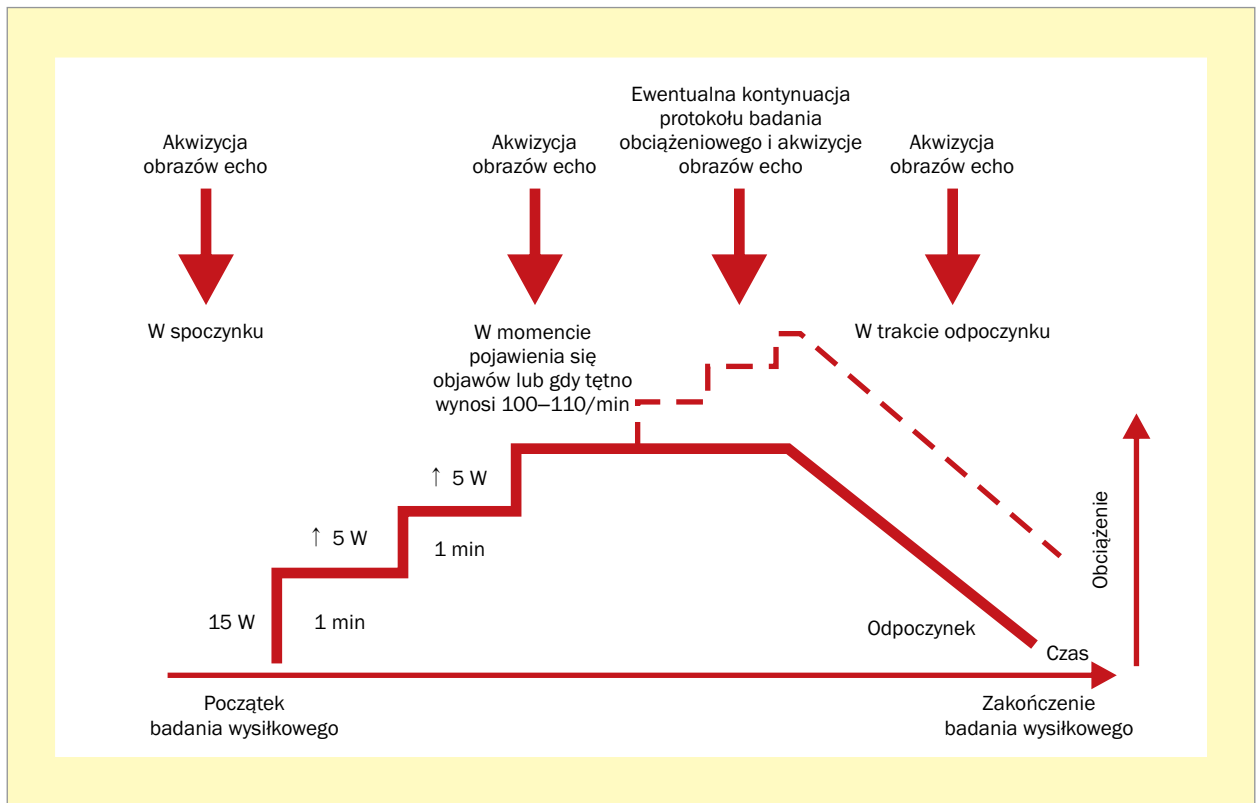 Akwizycja
obrazów echo
Akwizycja
obrazów echo
Ewentualna kontynuacja
protokołu badania
obciążeniowego i akwizycje
obrazów echo
Akwizycja
obrazów echo
W spoczynku
W momencie
pojawienia się
objawów lub gdy tętno
wynosi 100–110/min
W trakcie odpoczynku
↑ 5 W
↑ 5 W
1 min
15 W
1 min
Obciążenie
Odpoczynek
Czas
Początek
badania wysiłkowego
Zakończenie
badania wysiłkowego